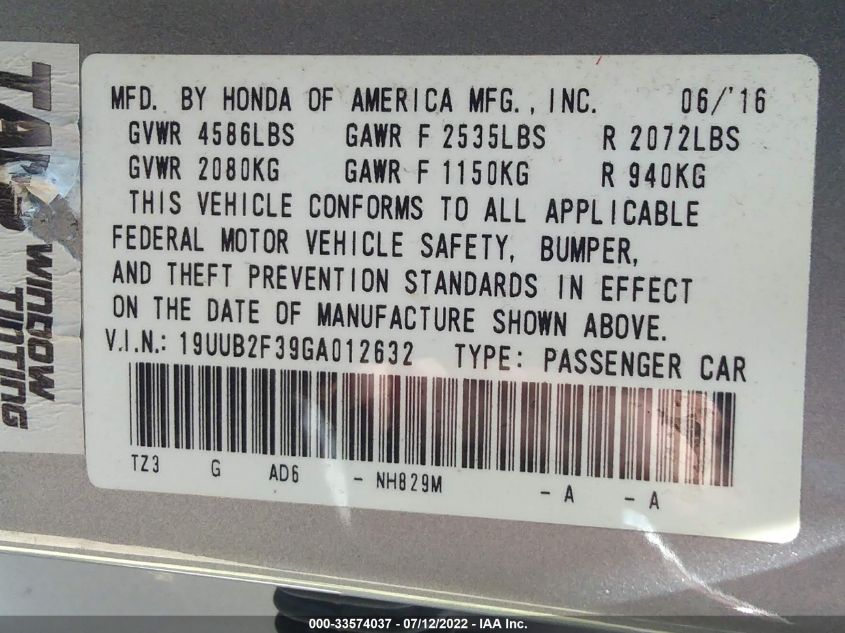 MFD. BY HONDA OF AMERICA MFG., INC. 06/'16
GVWR 4586LBS GAWR F 2535LBS R 2072LBS
GVWR 2080KG GAWR F 1150KG R 940KG
THIS VEHICLE CONFORMS TO ALL APPLICABLE
FEDERAL MOTOR VEHICLE SAFETY, BUMPER,
AND THEFT PREVENTION STANDARDS IN EFFECT
ON THE DATE OF MANUFACTURE SHOWN ABOVE.
V.I.N.: 19UUB2F39GA012632 TYPE: PASSENGER CAR
TZ3 G AD6 - NH829M - A - A
WINDOW
TINTING
000-33574037 - 07/12/2022 - © IAA, Inc.